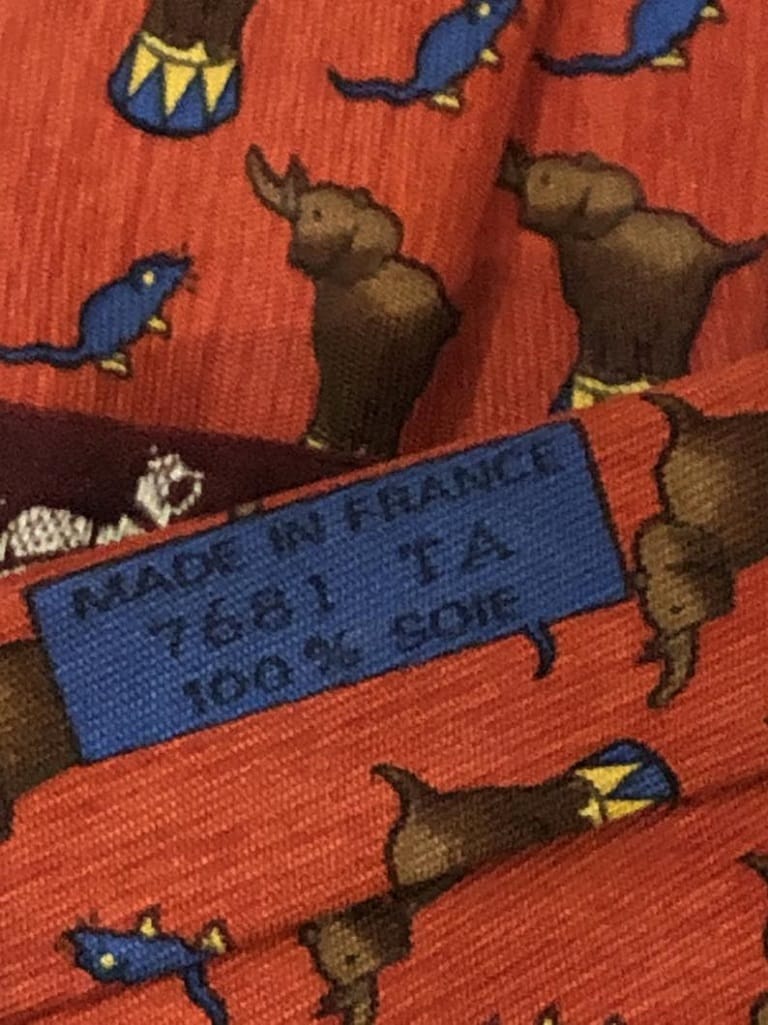 MADE IN FRANCE
7681 TA
100% SOIE